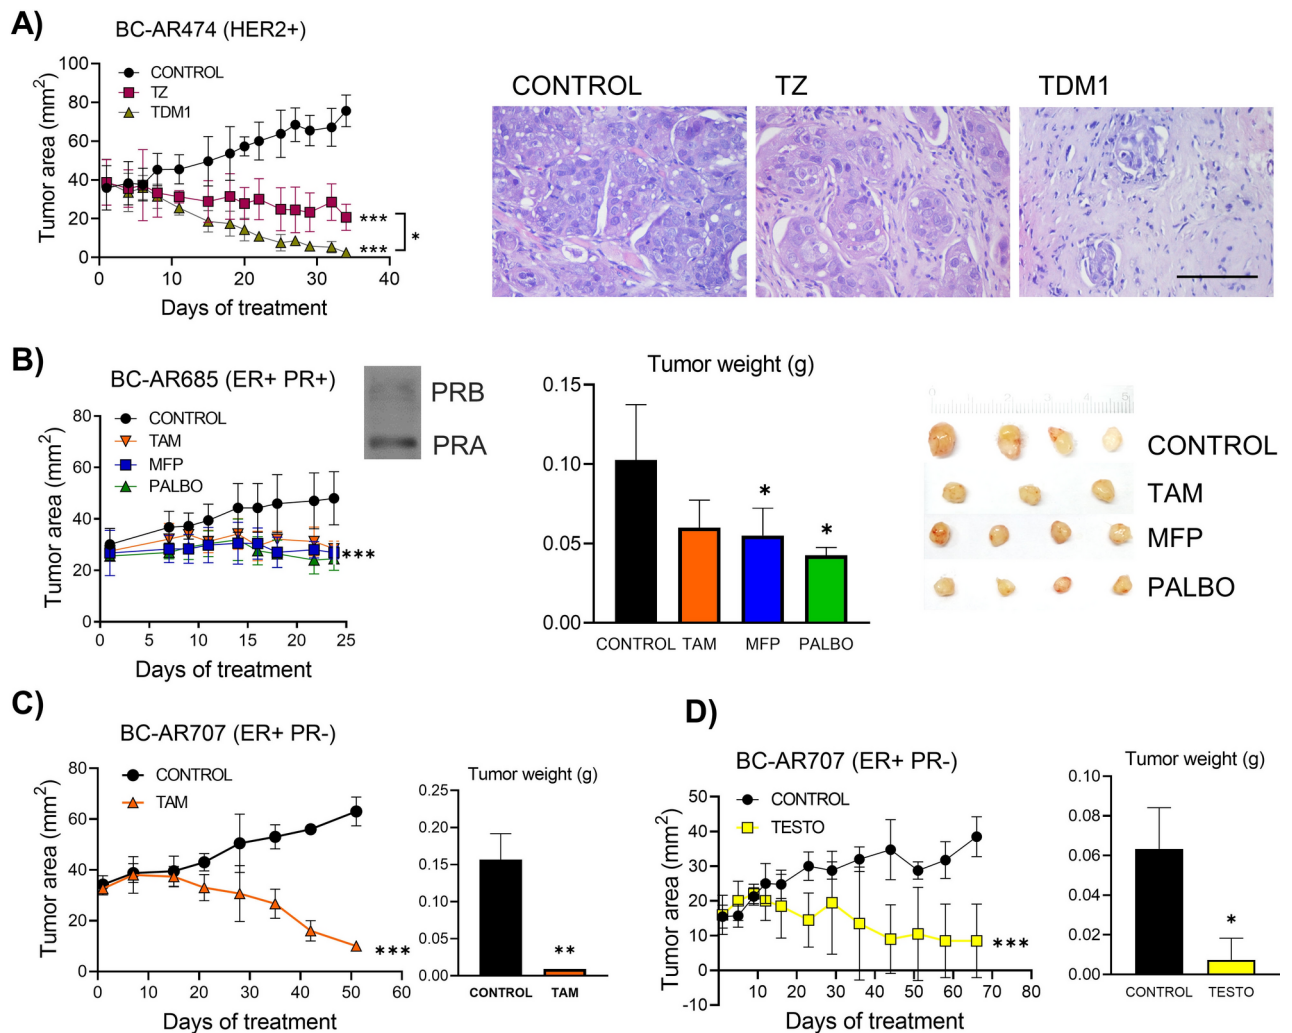 A)
BC-AR474 (HER2+)
CONTROL
TZ
TDM1
Tumor area (mm2)
100
80
60
40
20
0
0 10 20 30 40
Days of treatment
***
***
*
CONTROL TZ TDM1
B)
BC-AR685 (ER+ PR+)
CONTROL
TAM
MFP
PALBO
Tumor area (mm2)
80
60
40
20
0
0 5 10 15 20 25
Days of treatment
***
PRB
PRA
Tumor weight (g)
0.15
0.10
0.05
0.00
*
*
CONTROL TAM MFP PALBO
0 1 2 3 4 5
CONTROL
TAM
MFP
PALBO
C)
BC-AR707 (ER+ PR-)
CONTROL
TAM
Tumor area (mm2)
80
60
40
20
0
0 10 20 30 40 50 60
Days of treatment
***
Tumor weight (g)
0.25
0.20
0.15
0.10
0.05
0.00
**
CONTROL TAM
D)
BC-AR707 (ER+ PR-)
CONTROL
TESTO
Tumor area (mm2)
50
40
30
20
10
0
-10
10 20 30 40 50 60 70 80
Days of treatment
***
Tumor weight (g)
0.10
0.08
0.06
0.04
0.02
0.00
*
CONTROL TESTO